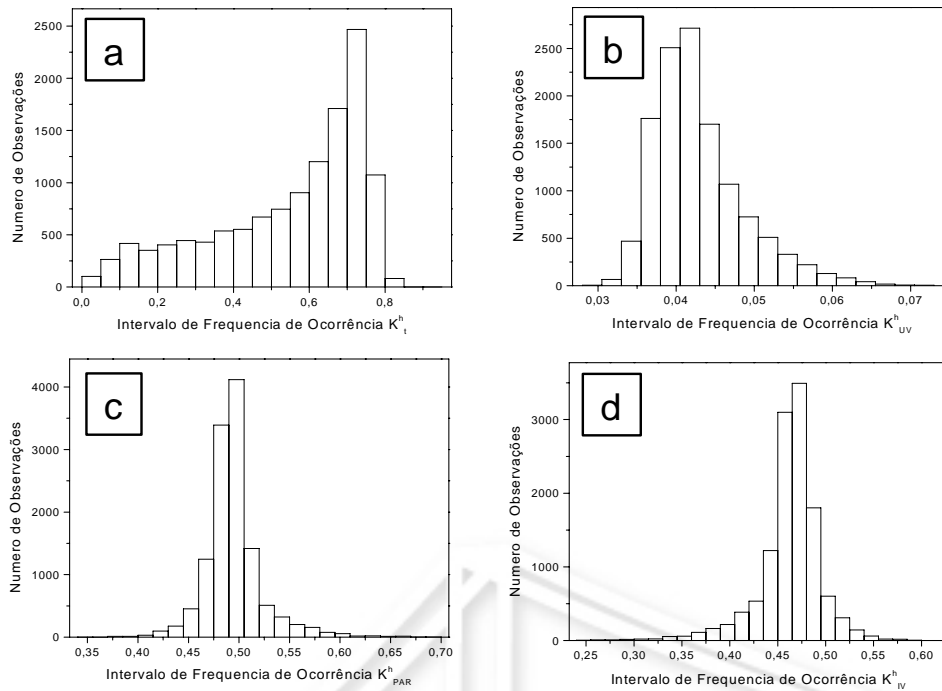 a
2500
2000
1500
1000
500
0
Numero de Observações
0,0 0,2 0,4 0,6 0,8
Intervalo de Frequencia de Ocorrência K^h_t
b
2500
2000
1500
1000
500
0
Numero de Observações
0,03 0,04 0,05 0,06 0,07
Intervalo de Frequencia de Ocorrência K^h_UV
c
4000
3000
2000
1000
0
Numero de Observações
0,35 0,40 0,45 0,50 0,55 0,60 0,65 0,70
Intervalo de Frequencia de Ocorrência K^h_PAR
d
3000
2000
1000
0
Numero de Observações
0,25 0,30 0,35 0,40 0,45 0,50 0,55 0,60
Intervalo de Frequencia de Ocorrência K^h_IV